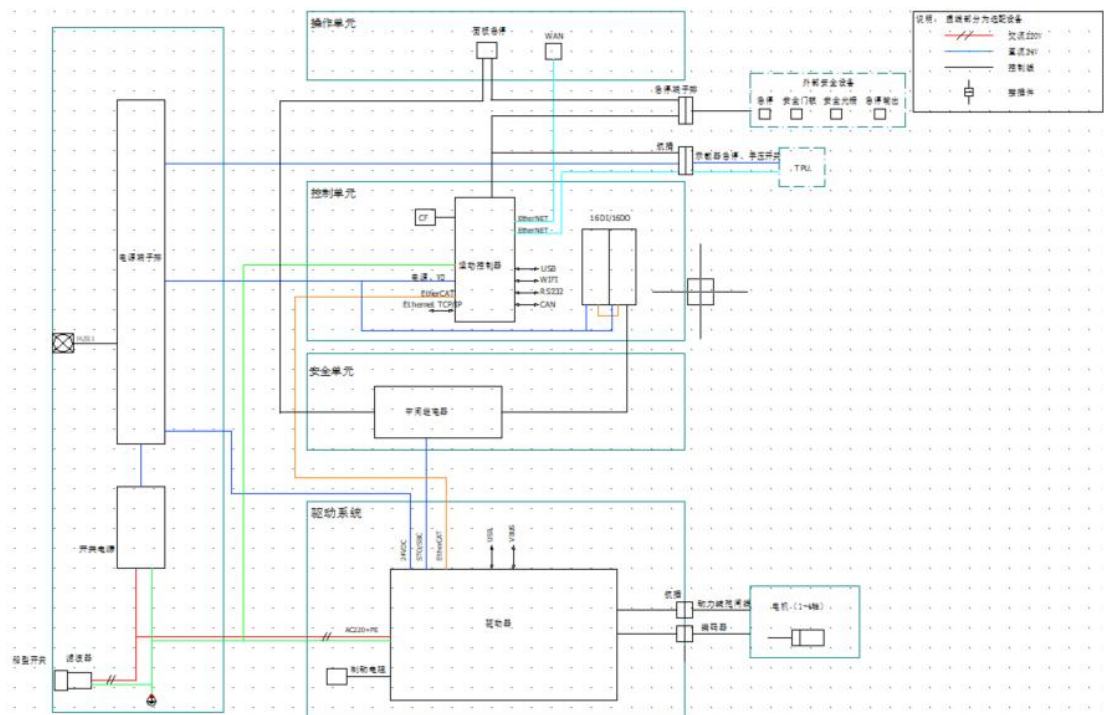 操作单元
面板急停
WAN
说明： 虚线部分为选配设备
交流220V
直流24V
控制线
接插件
急停端子排
外部安全设备
急停 安全门板 安全光栅 急停输出
航插
示教器急停、手压开关
TPU
控制单元
CF
EtherNET
EtherNET
16DI/16DO
电源端子排
运动控制器
电源、IO
EtherCAT
Ethernet TCP/IP
USB
WIFI
RS232
CAN
安全单元
中间继电器
开关电源
驱动系统
24VDC
STO/SBC
EtherCAT
VBUS
航插
动力线抱闸线
电机（1-6轴）
编码器
AC220+PE
驱动器
制动电阻
船型开关
滤波器